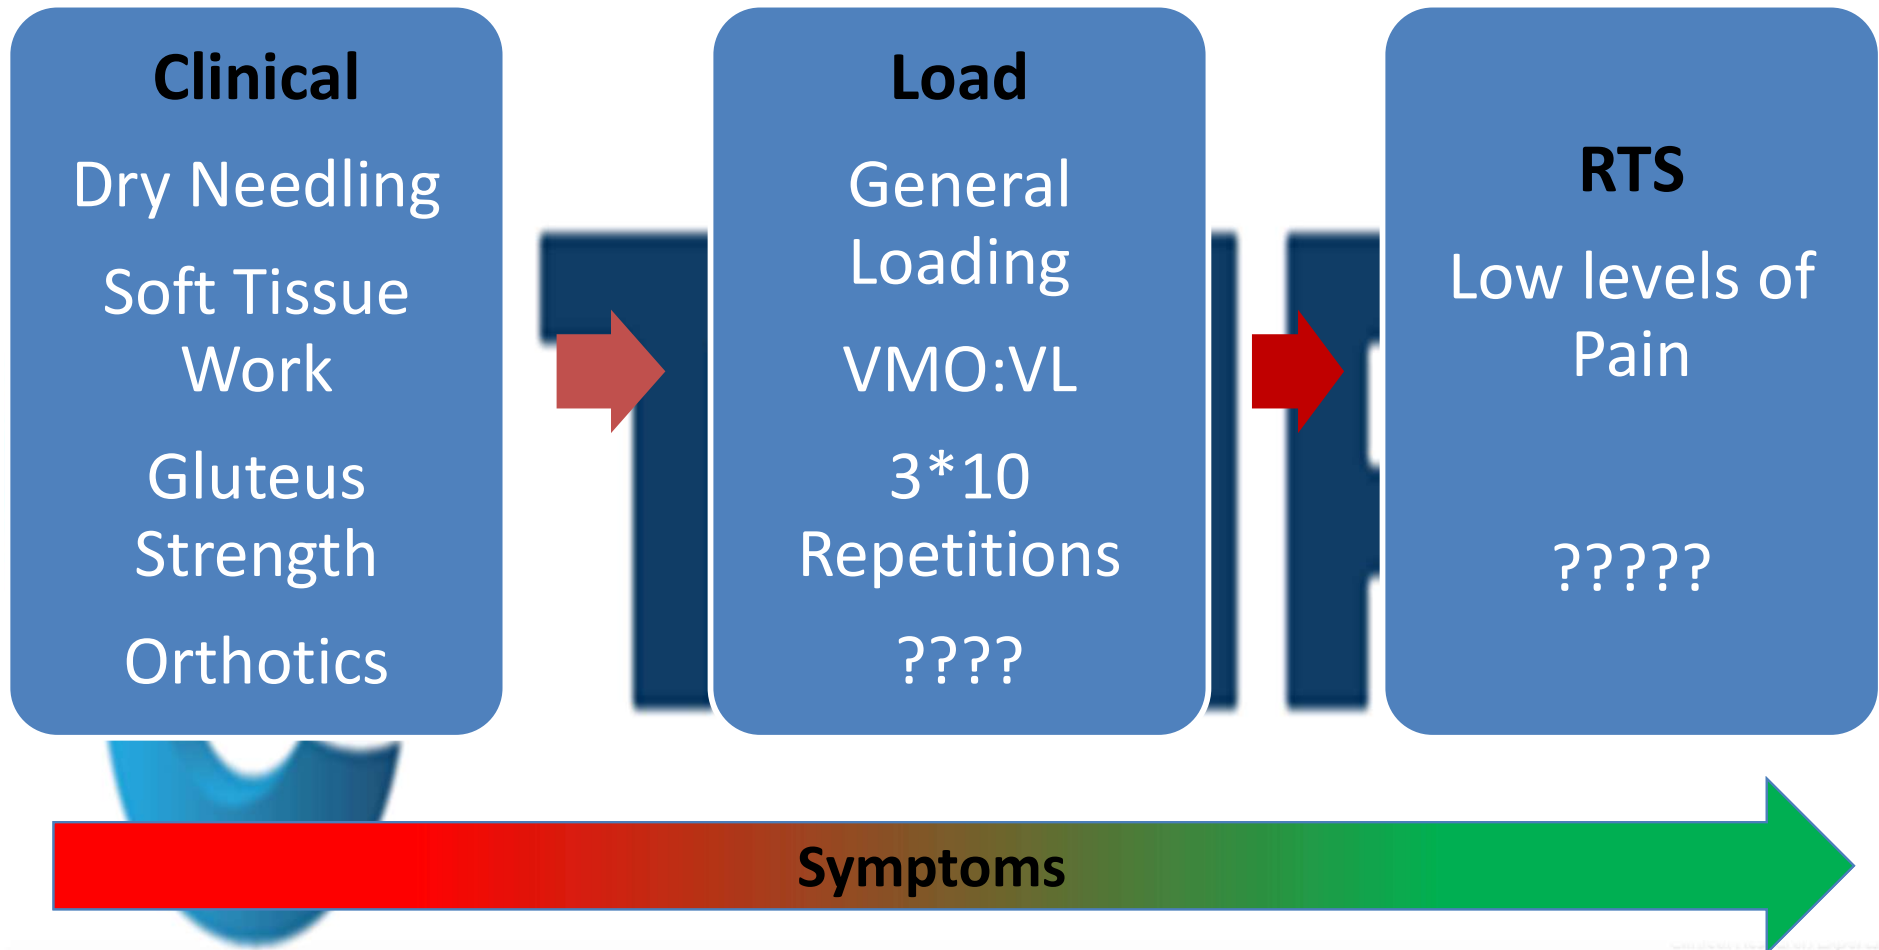 Clinical
Dry Needling
Soft Tissue
Work
Gluteus
Strength
Orthotics
Load
General
Loading
VMO:VL
3*10
Repetitions
????
RTS
Low levels of
Pain
?????
Symptoms